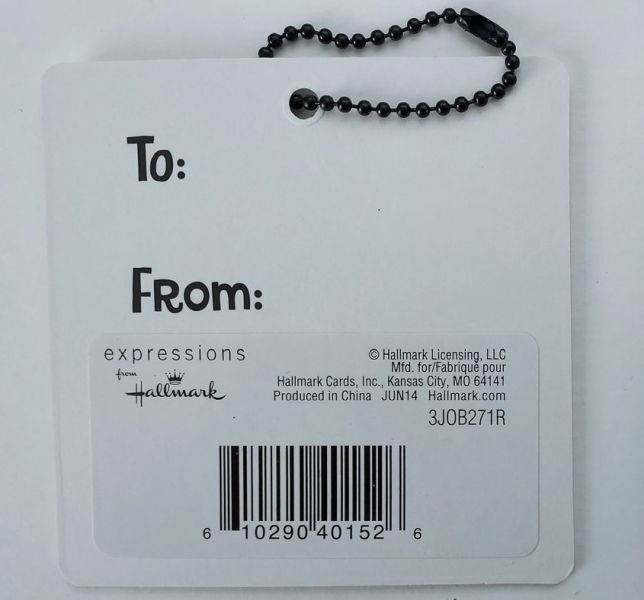 To:
From:
expressions
from
Hallmark
© Hallmark Licensing, LLC
Mfd. for/Fabriqué pour
Hallmark Cards, Inc., Kansas City, MO 64141
Produced in China JUN14 Hallmark.com
3JOB271R
6 10290 40152 6